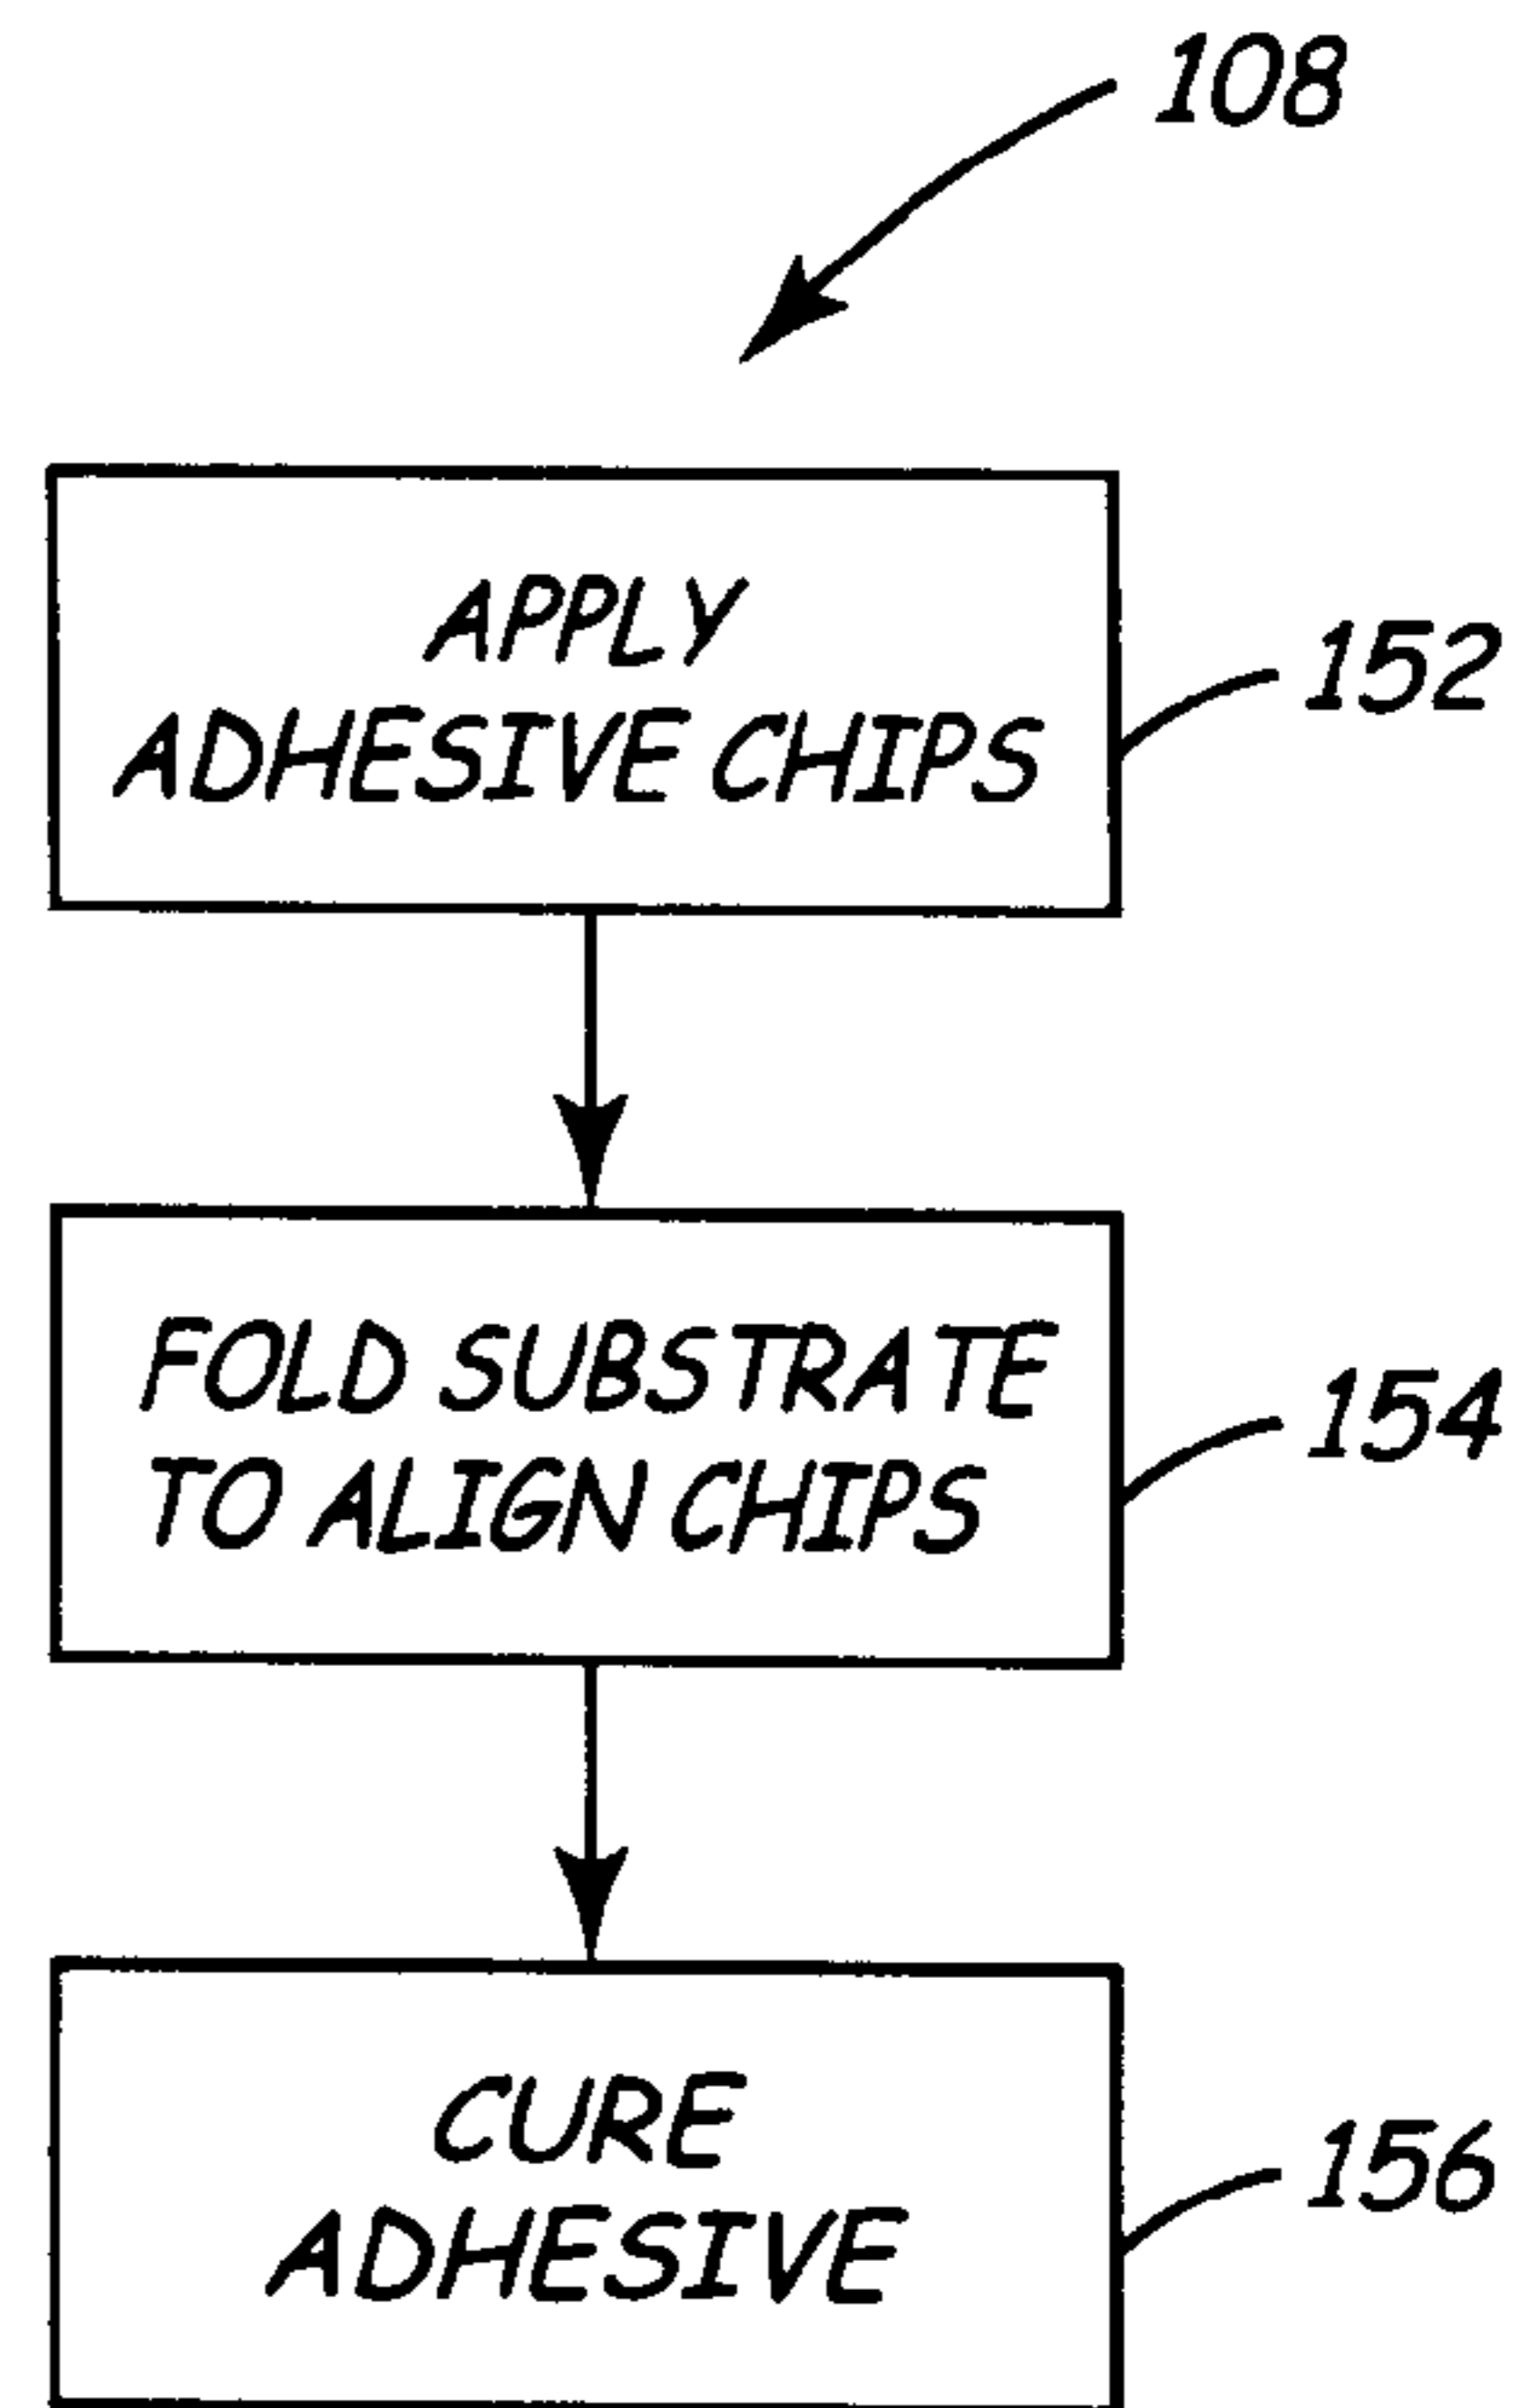 108
APPLY
ADHESIVE CHIPS
152
FOLD SUBSTRATE
TO ALIGN CHIPS
154
CURE
ADHESIVE
156